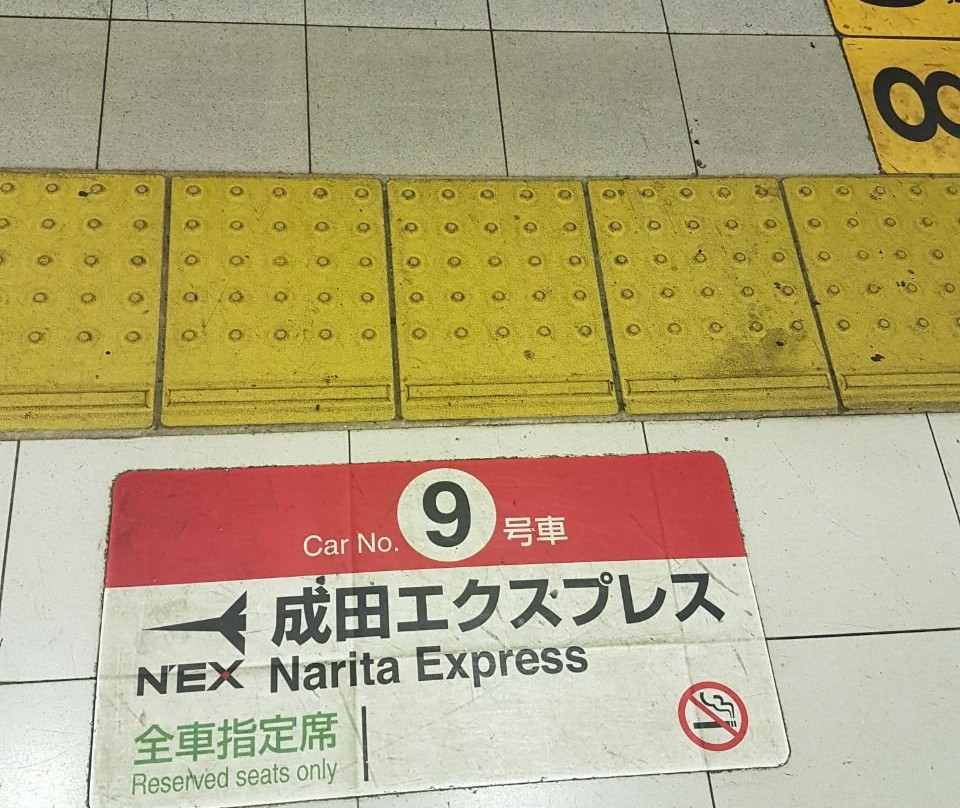 8
Car No. 9 号車
成田エクスプレス
N'EX Narita Express
全車指定席
Reserved seats only